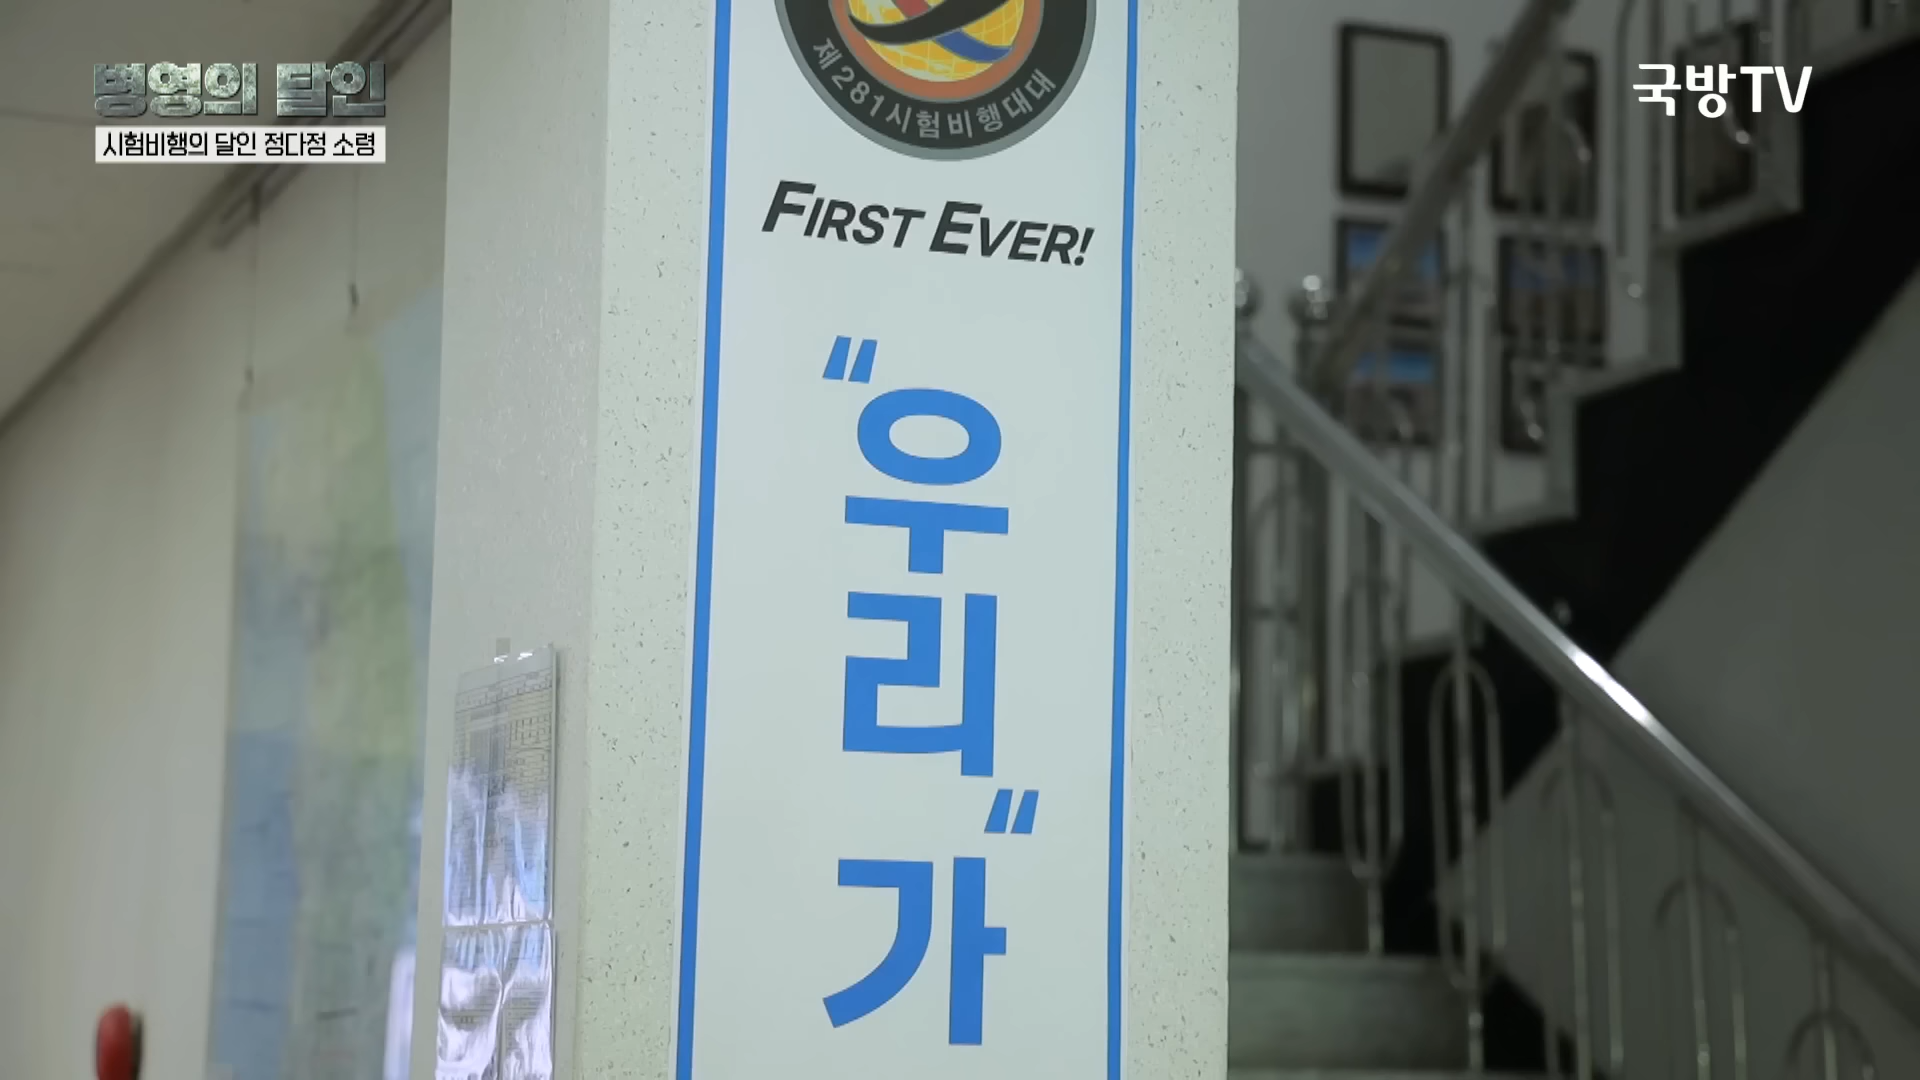 병영의 달인
시험비행의 달인 정다정 소령
국방TV
제281시험비행대대
FIRST EVER!
"우리"가